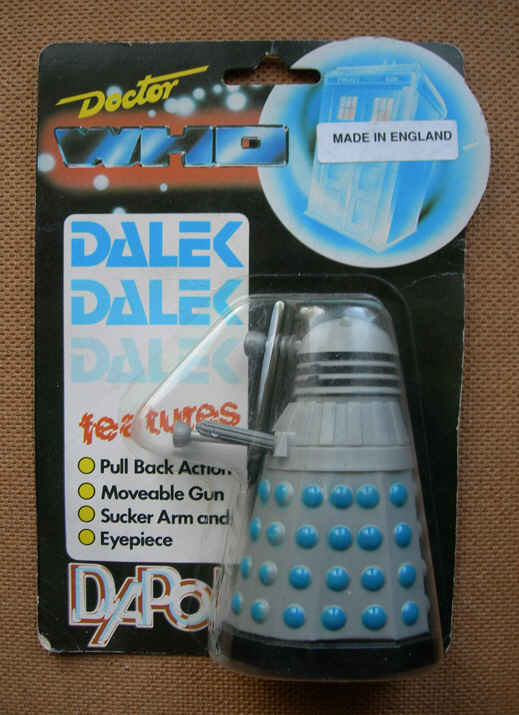 Doctor
WHO
MADE IN ENGLAND
DALEK
DALEK
DALEK
features
Pull Back Action
Moveable Gun
Sucker Arm and
Eyepiece
DAPOL